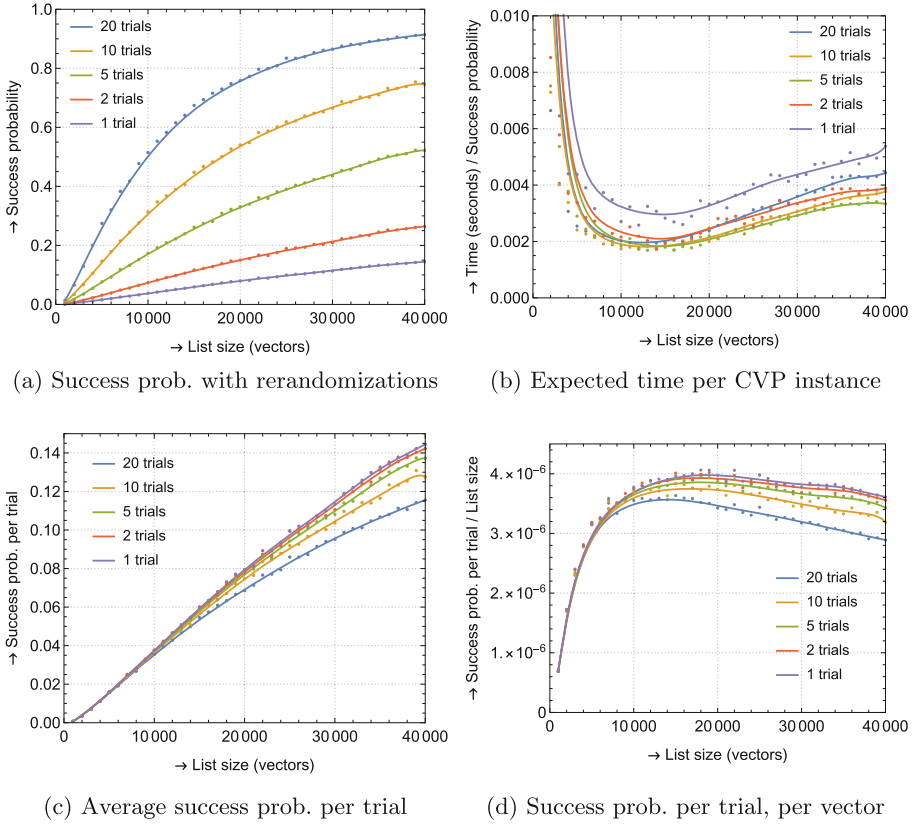 1.0
0.8
0.6
0.4
0.2
0.0
→ Success probability
20 trials
10 trials
5 trials
2 trials
1 trial
0 10 000 20 000 30 000 40 000
→ List size (vectors)
(a) Success prob. with rerandomizations
0.010
0.008
0.006
0.004
0.002
0.000
→ Time (seconds) / Success probability
20 trials
10 trials
5 trials
2 trials
1 trial
0 10 000 20 000 30 000 40 000
→ List size (vectors)
(b) Expected time per CVP instance
0.14
0.12
0.10
0.08
0.06
0.04
0.02
0.00
→ Success prob. per trial
20 trials
10 trials
5 trials
2 trials
1 trial
0 10 000 20 000 30 000 40 000
→ List size (vectors)
(c) Average success prob. per trial
4.×10⁻⁶
3.×10⁻⁶
2.×10⁻⁶
1.×10⁻⁶
0
→ Success prob. per trial / List size
20 trials
10 trials
5 trials
2 trials
1 trial
0 10 000 20 000 30 000 40 000
→ List size (vectors)
(d) Success prob. per trial, per vector